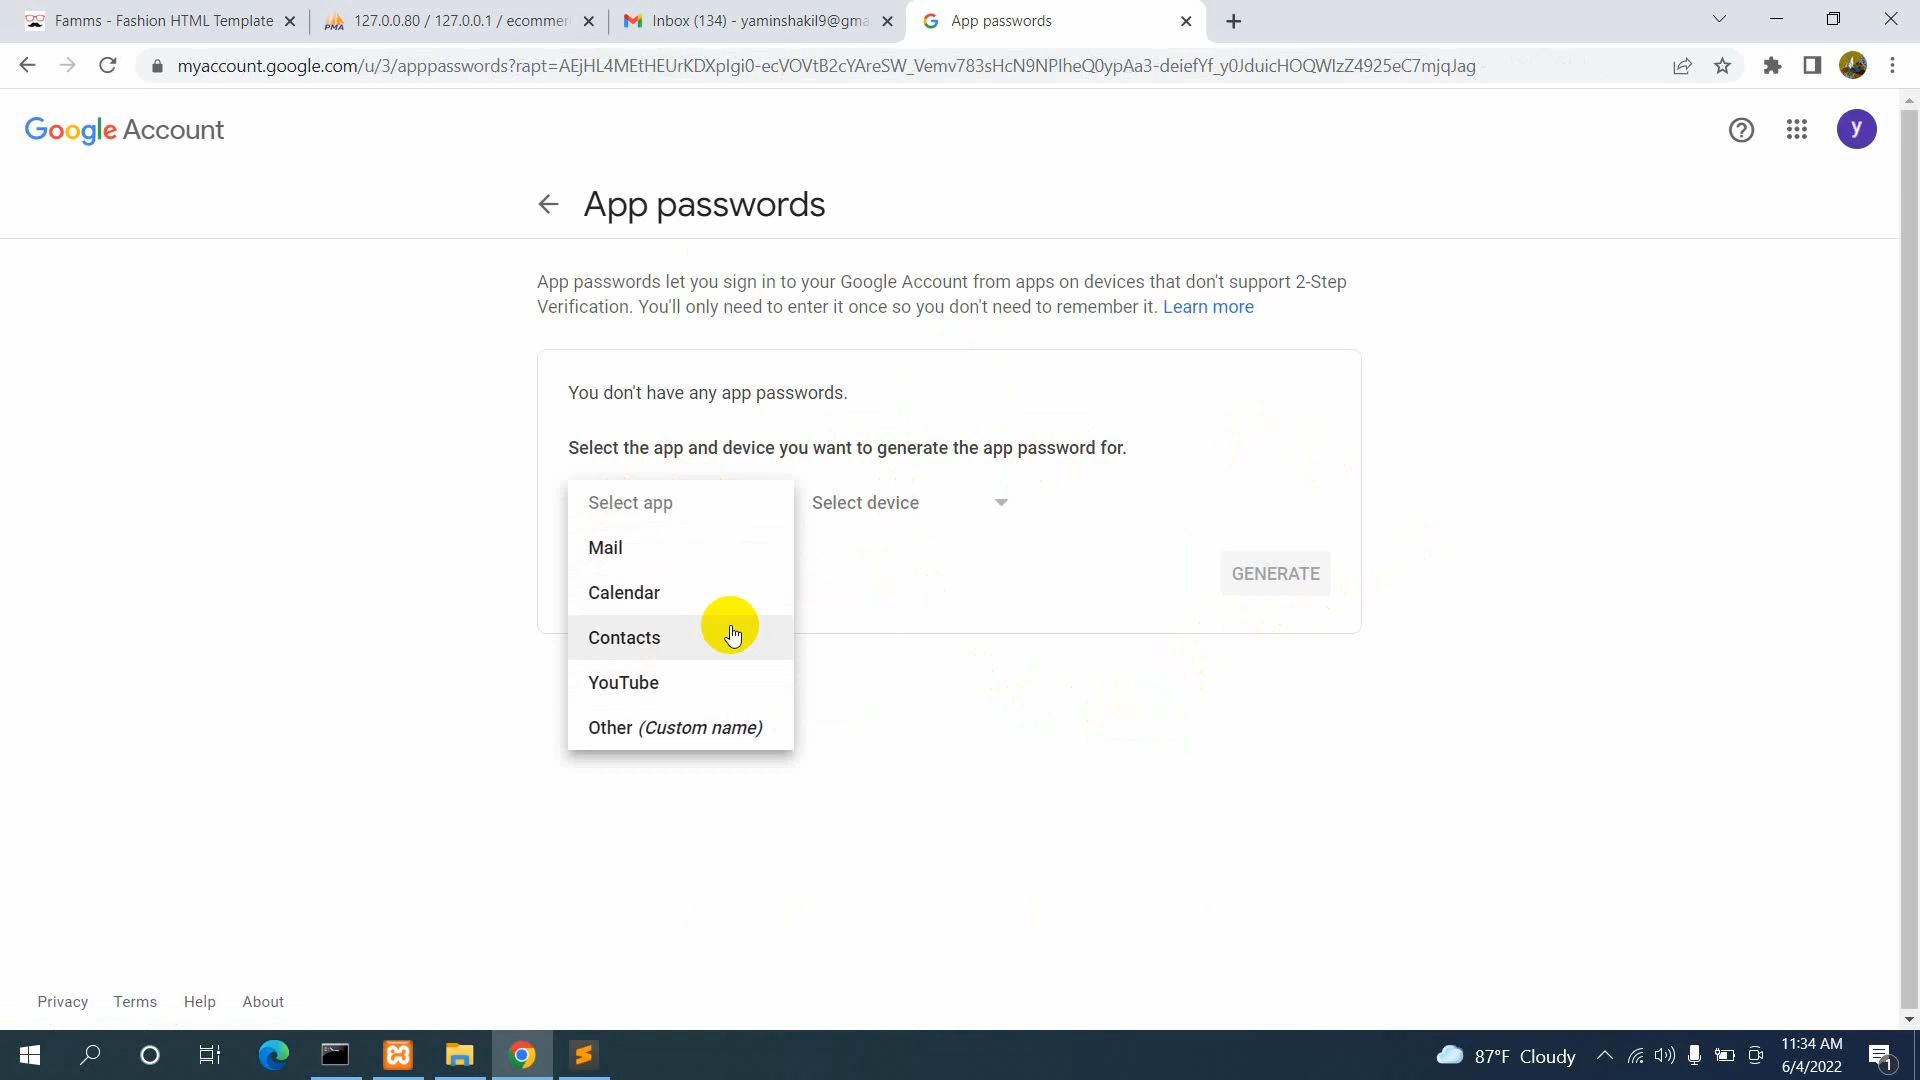 Famms - Fashion HTML Template
127.0.0.80 / 127.0.0.1 / ecommer
Inbox (134) - yaminshakil9@gma
App passwords
myaccount.google.com/u/3/apppasswords?rapt=AEjHL4MEtHEUrKDXpIgi0-ecVOVtB2cYAreSW_Vemv783sHcN9NPIheQ0ypAa3-deiefYf_y0JduicHOQWIzZ4925eC7mjqJag
Google Account
y
App passwords
App passwords let you sign in to your Google Account from apps on devices that don't support 2-Step
Verification. You'll only need to enter it once so you don't need to remember it. Learn more
You don't have any app passwords.
Select the app and device you want to generate the app password for.
Select app
Select device
Mail
Calendar
Contacts
YouTube
Other (Custom name)
GENERATE
Privacy Terms Help About
87°F Cloudy
11:34 AM
6/4/2022
1